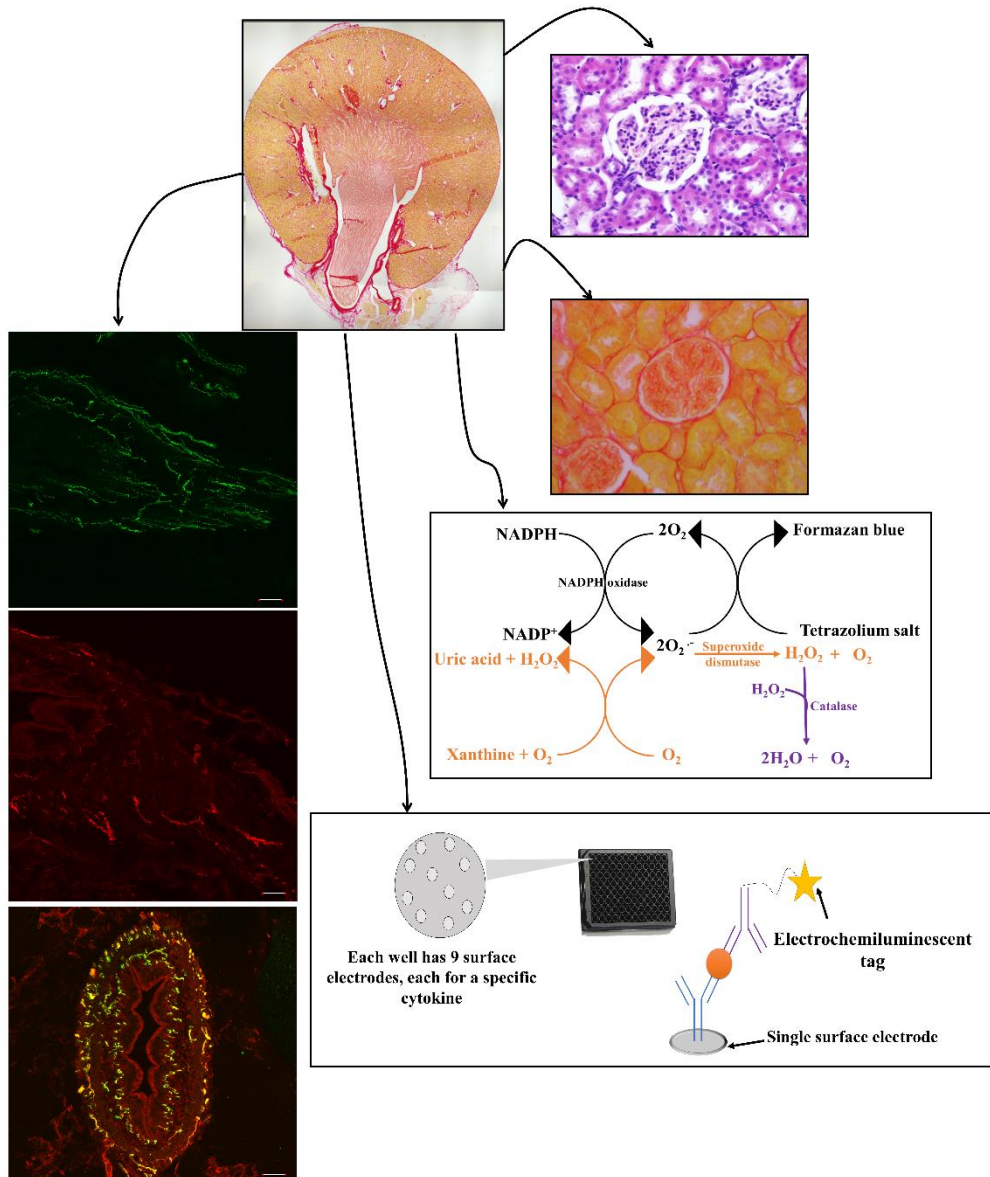 NADPH
2O₂
Formazan blue
NADPH oxidase
NADP⁺
2O₂·⁻
Tetrazolium salt
Uric acid + H₂O₂
Superoxide
dismutase
H₂O₂ + O₂
H₂O₂
Catalase
Xanthine + O₂
O₂
2H₂O + O₂
Each well has 9 surface
electrodes, each for a specific
cytokine
Electrochemiluminescent
tag
Single surface electrode